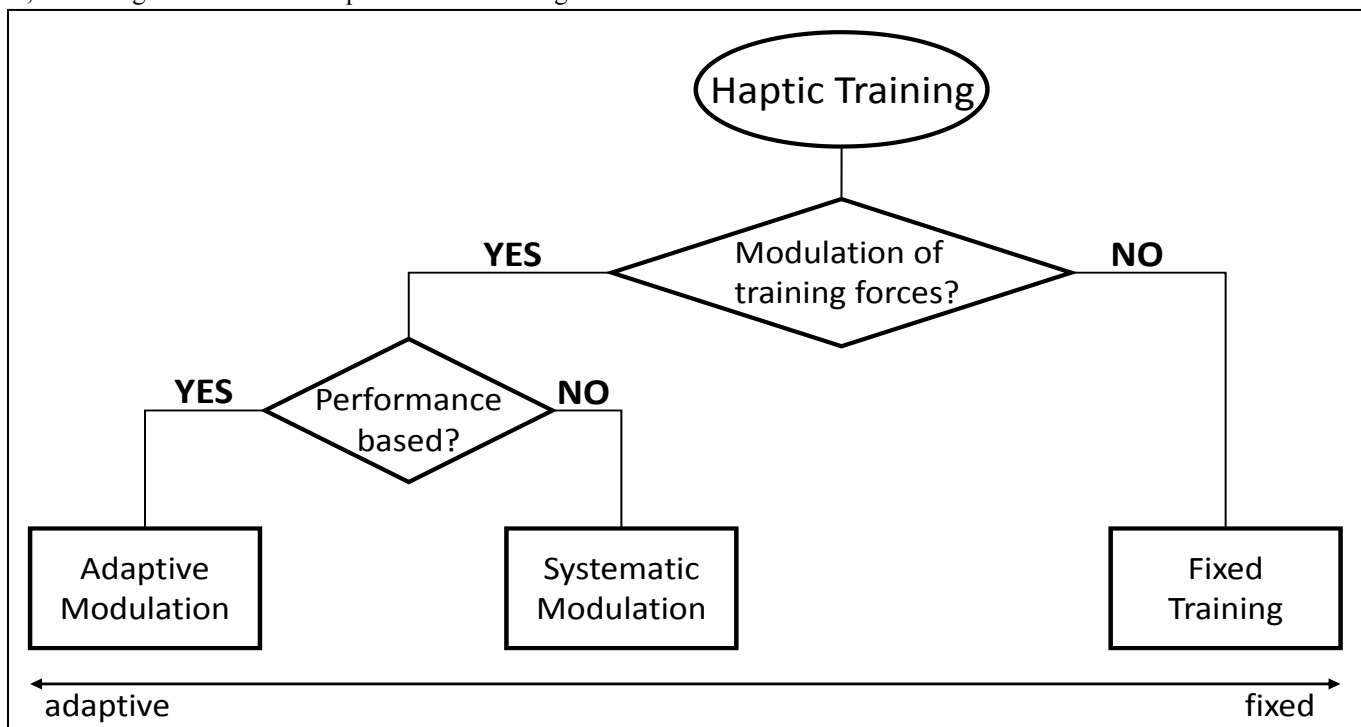 Haptic Training
YES
Modulation of
training forces?
NO
YES
Performance
based?
NO
Adaptive
Modulation
Systematic
Modulation
Fixed
Training
adaptive
fixed